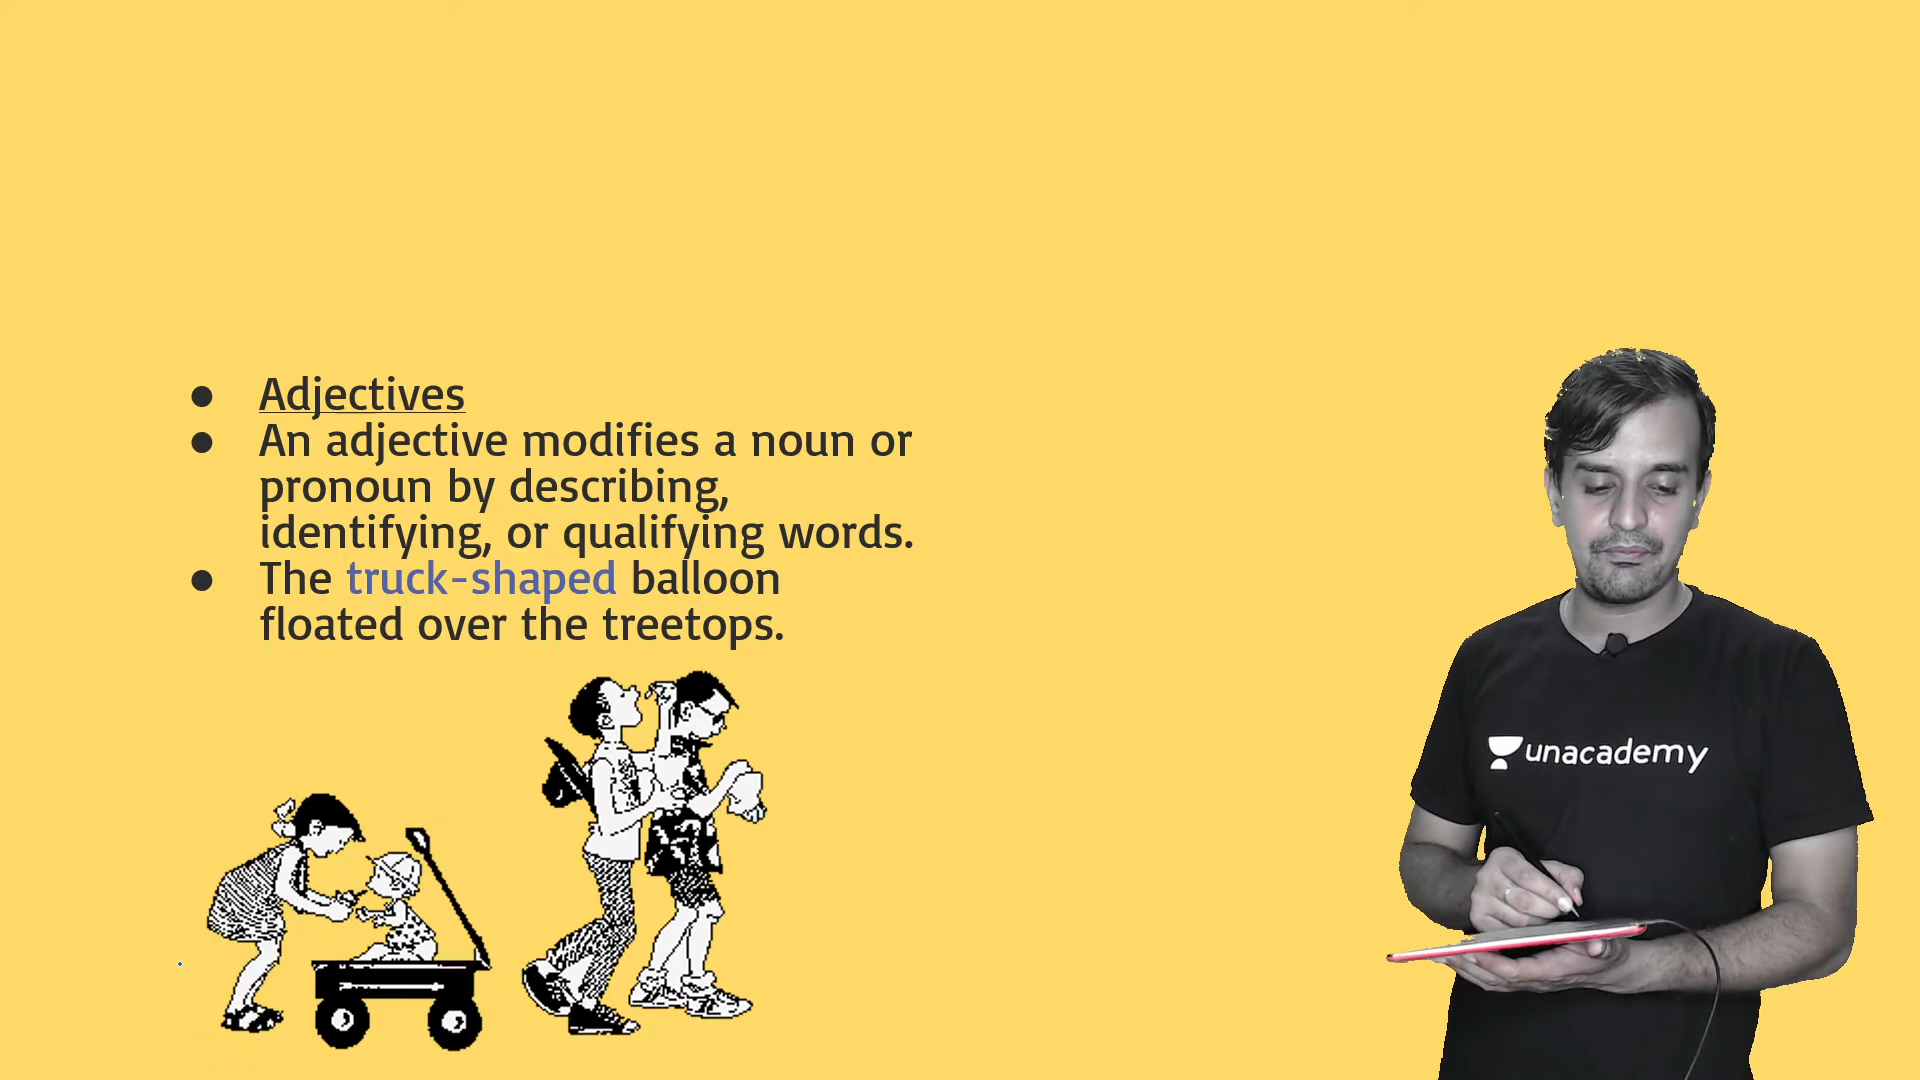 Adjectives
An adjective modifies a noun or
pronoun by describing,
identifying, or qualifying words.
The truck-shaped balloon
floated over the treetops.
unacademy